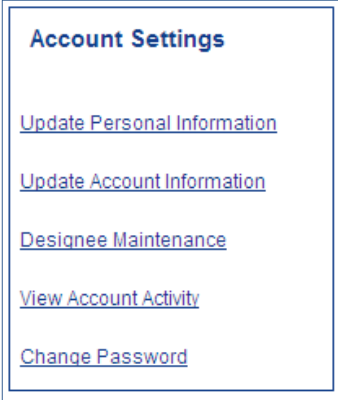 Account Settings
Update Personal Information
Update Account Information
Designee Maintenance
View Account Activity
Change Password